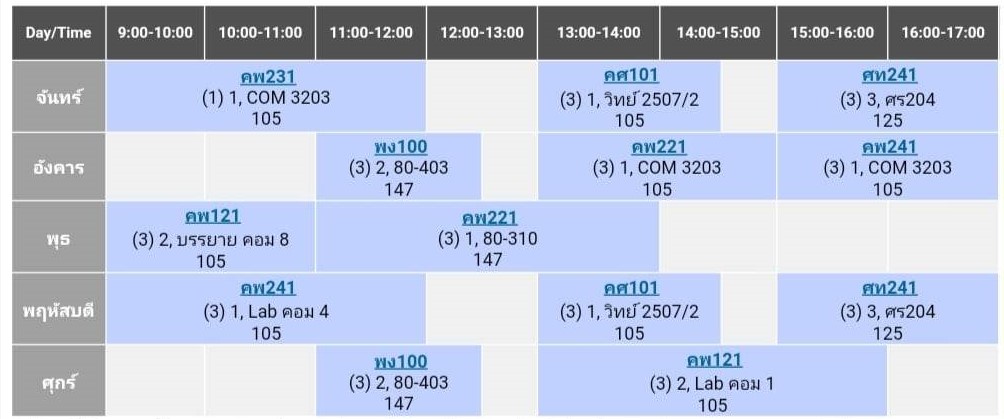 Day/Time 9:00-10:00 10:00-11:00 11:00-12:00 12:00-13:00 13:00-14:00 14:00-15:00 15:00-16:00 16:00-17:00
จันทร์
คพ231
(1) 1, COM 3203
105
คศ101
(3) 1, วิทย์ 2507/2
105
ศท241
(3) 3, ศร204
125
อังคาร
พง100
(3) 2, 80-403
147
คพ221
(3) 1, COM 3203
105
คพ241
(3) 1, COM 3203
105
พุธ
คพ121
(3) 2, บรรยาย คอม 8
105
คพ221
(3) 1, 80-310
147
พฤหัสบดี
คพ241
(3) 1, Lab คอม 4
105
คศ101
(3) 1, วิทย์ 2507/2
105
ศท241
(3) 3, ศร204
125
ศุกร์
พง100
(3) 2, 80-403
147
คพ121
(3) 2, Lab คอม 1
105